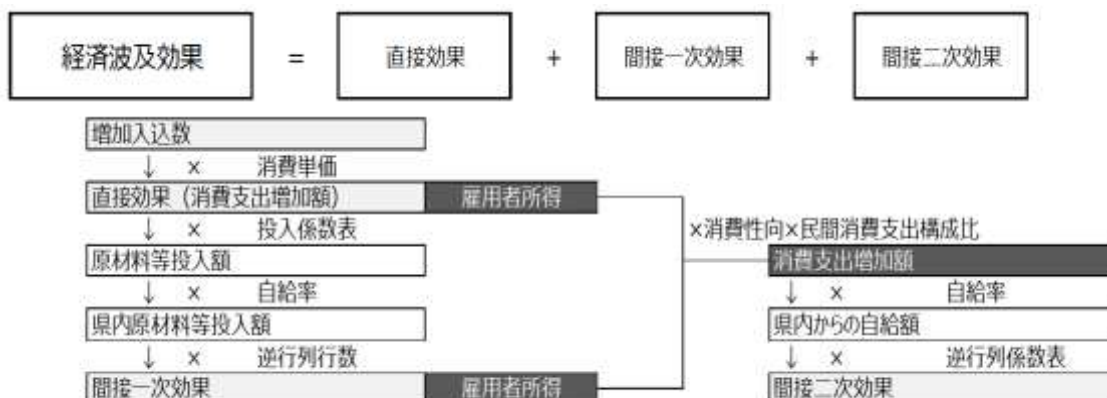 経済波及効果 = 直接効果 + 間接一次効果 + 間接二次効果
増加入込数
↓ × 消費単価
直接効果（消費支出増加額） 雇用者所得
↓ × 投入係数表
×消費性向×民間消費支出構成比
原材料等投入額
消費支出増加額
↓ × 自給率
↓ × 自給率
県内原材料等投入額
県内からの自給額
↓ × 逆行列行数
↓ × 逆行列係数表
間接一次効果 雇用者所得
間接二次効果